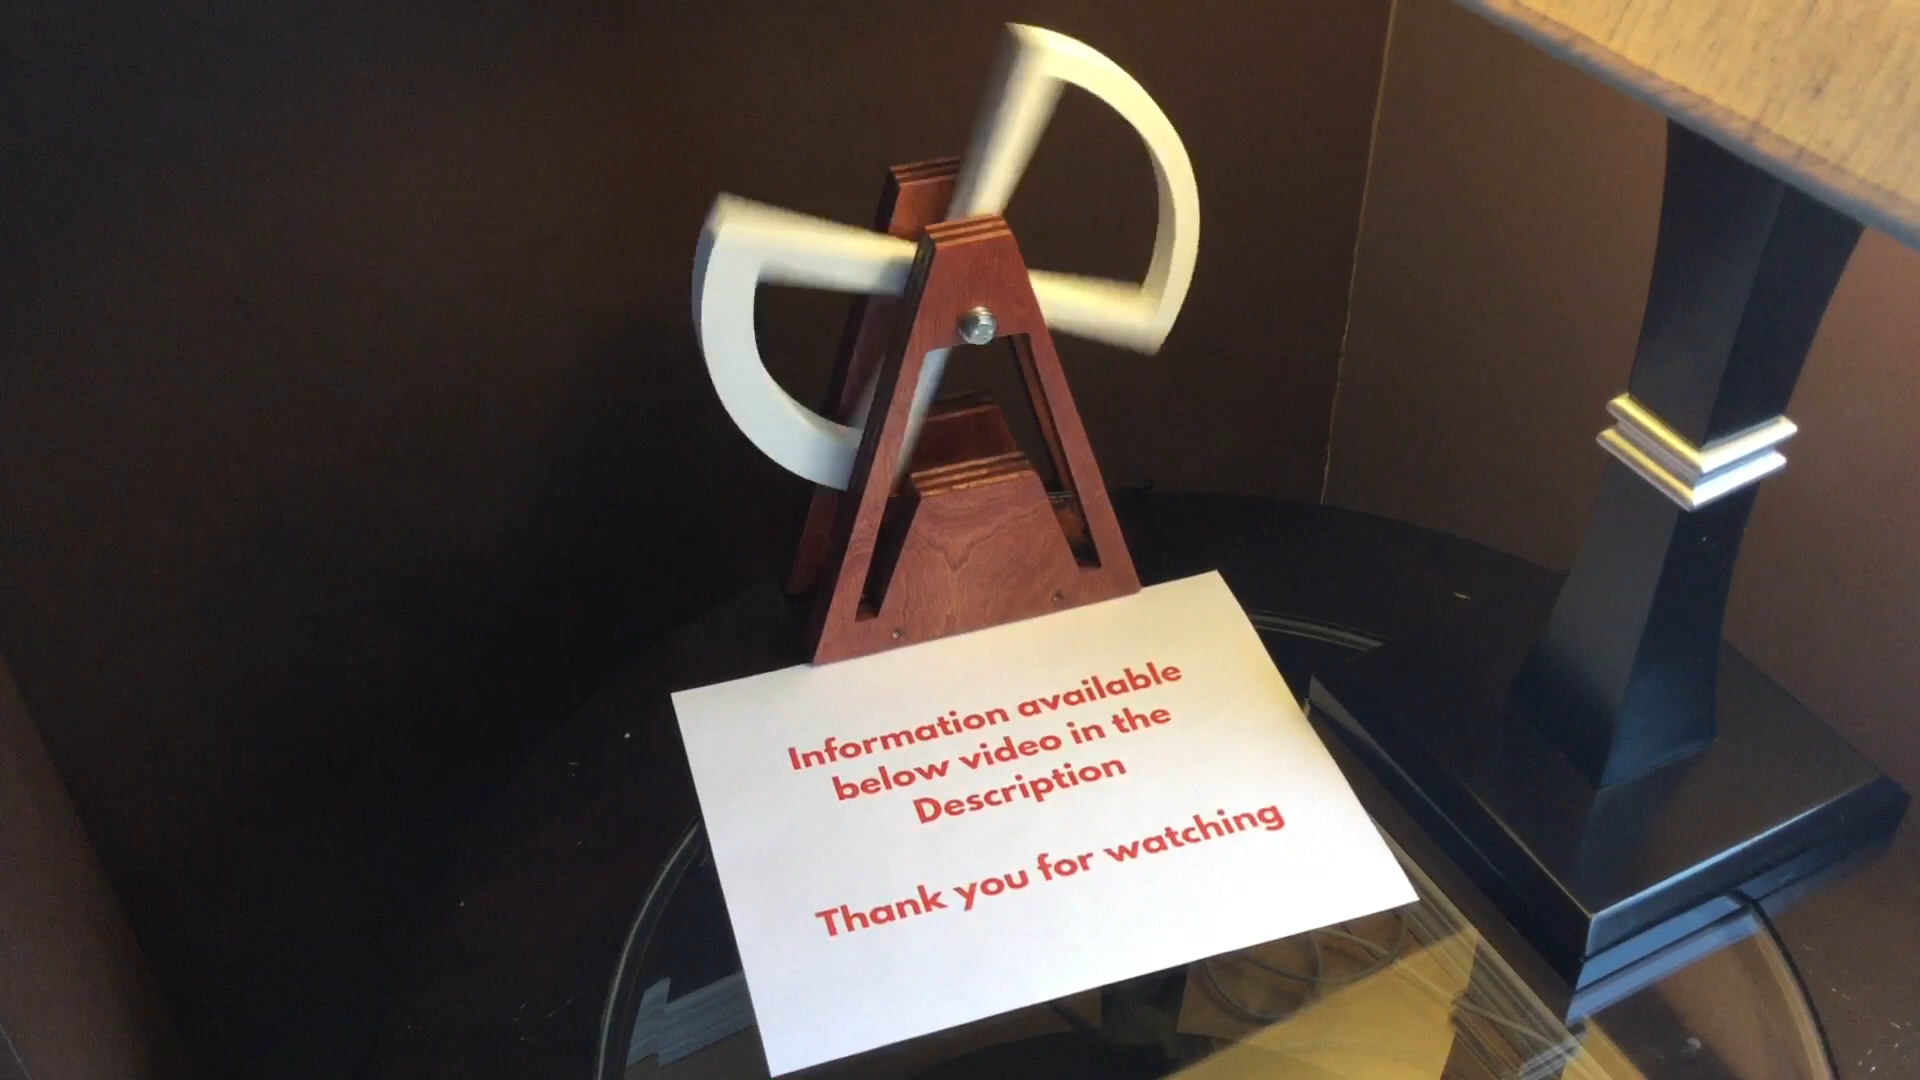 Information available
below video in the
Description
Thank you for watching